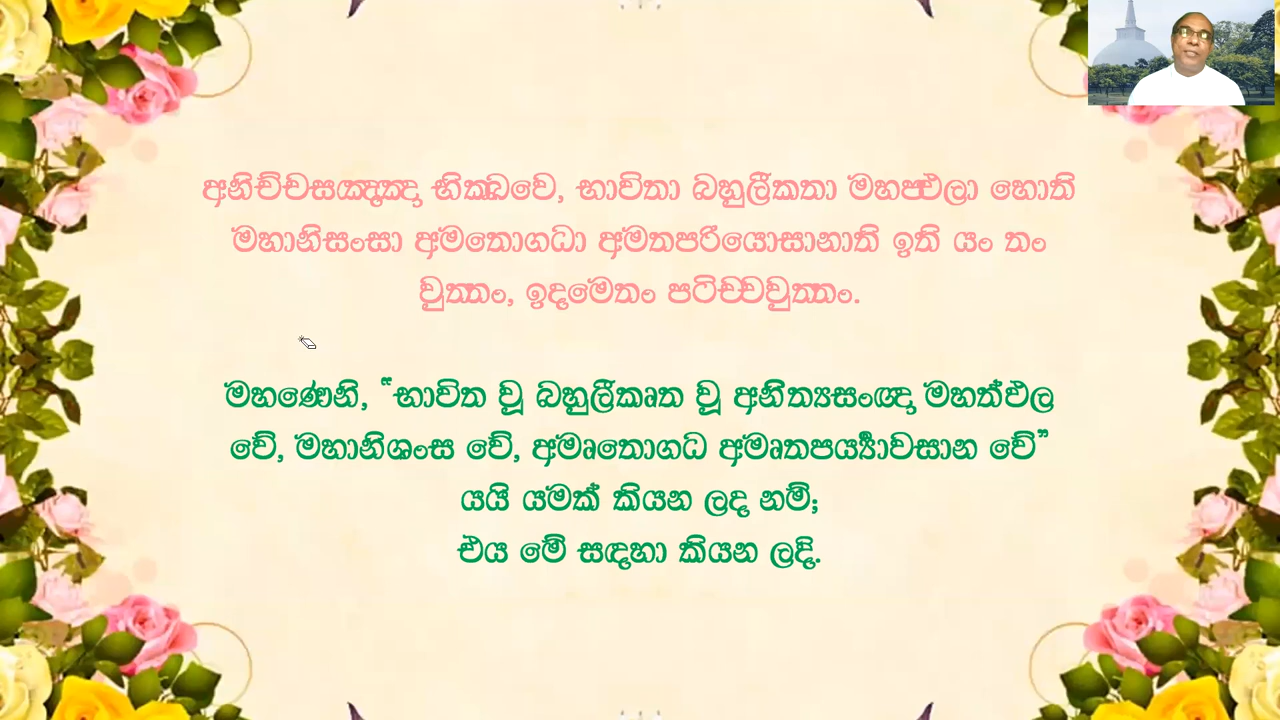 අනිච්චසඤ්ඤා භික්ඛවෙ, භාවිතා බහුලීකතා මහප්ඵලා හොති
මහානිසංසා අමතොගධා අමතපරියොසානාති ඉති යං තං
වුත්තං, ඉදමෙතං පටිච්චවුත්තං.
මහණෙනි, “භාවිත වූ බහුලීකෘත වූ අනිත්‍යසංඥා මහත්ඵල
වේ, මහානිශංස වේ, අමෘතොගධ අමෘතපර්‍ය්‍යාවසාන වේ”
යයි යමක් කියන ලද නම්;
එය මේ සඳහා කියන ලදි.